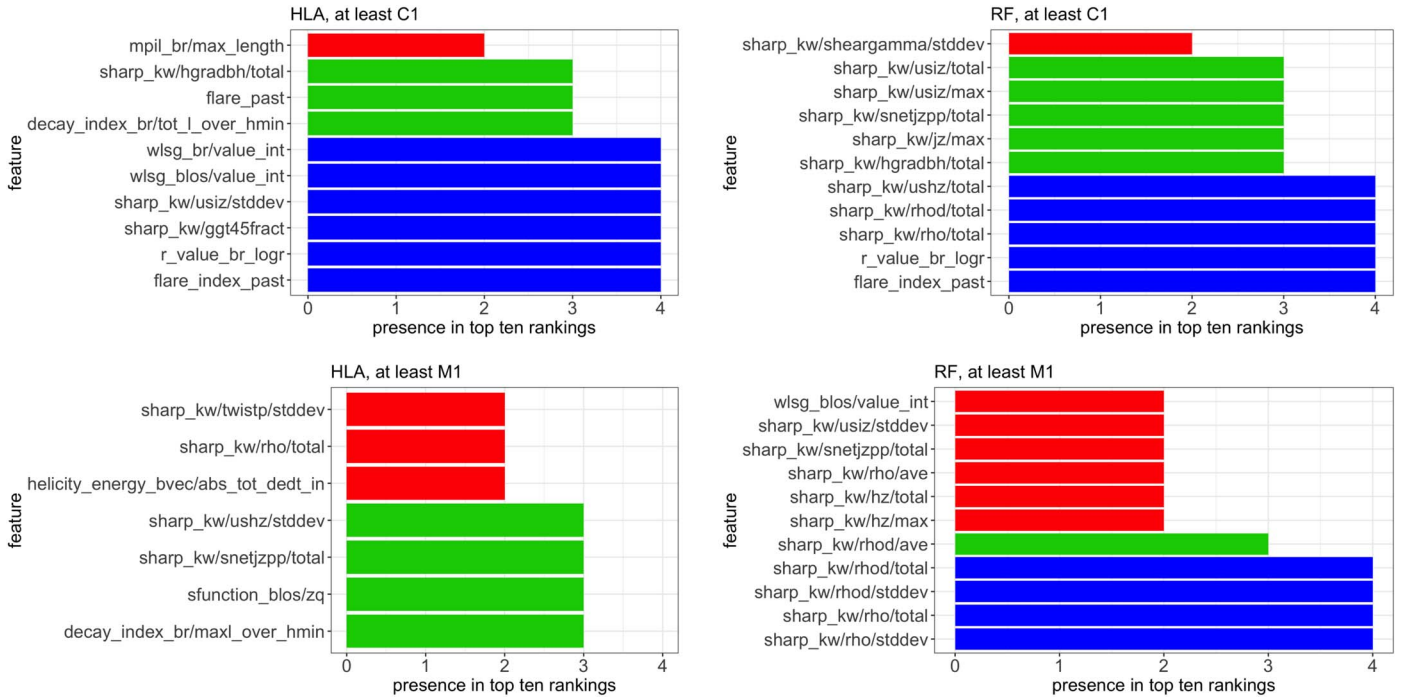 HLA, at least C1
feature
mpil_br/max_length
sharp_kw/hgradbh/total
flare_past
decay_index_br/tot_l_over_hmin
wlsg_br/value_int
wlsg_blos/value_int
sharp_kw/usiz/stddev
sharp_kw/ggt45fract
r_value_br_logr
flare_index_past
0 1 2 3 4
presence in top ten rankings
RF, at least C1
feature
sharp_kw/sheargamma/stddev
sharp_kw/usiz/total
sharp_kw/usiz/max
sharp_kw/snetjzpp/total
sharp_kw/jz/max
sharp_kw/hgradbh/total
sharp_kw/ushz/total
sharp_kw/rhod/total
sharp_kw/rho/total
r_value_br_logr
flare_index_past
0 1 2 3 4
presence in top ten rankings
HLA, at least M1
feature
sharp_kw/twistp/stddev
sharp_kw/rho/total
helicity_energy_bvec/abs_tot_dedt_in
sharp_kw/ushz/stddev
sharp_kw/snetjzpp/total
sfunction_blos/zq
decay_index_br/maxl_over_hmin
0 1 2 3 4
presence in top ten rankings
RF, at least M1
feature
wlsg_blos/value_int
sharp_kw/usiz/stddev
sharp_kw/snetjzpp/total
sharp_kw/rho/ave
sharp_kw/hz/total
sharp_kw/hz/max
sharp_kw/rhod/ave
sharp_kw/rhod/total
sharp_kw/rhod/stddev
sharp_kw/rho/total
sharp_kw/rho/stddev
0 1 2 3 4
presence in top ten rankings